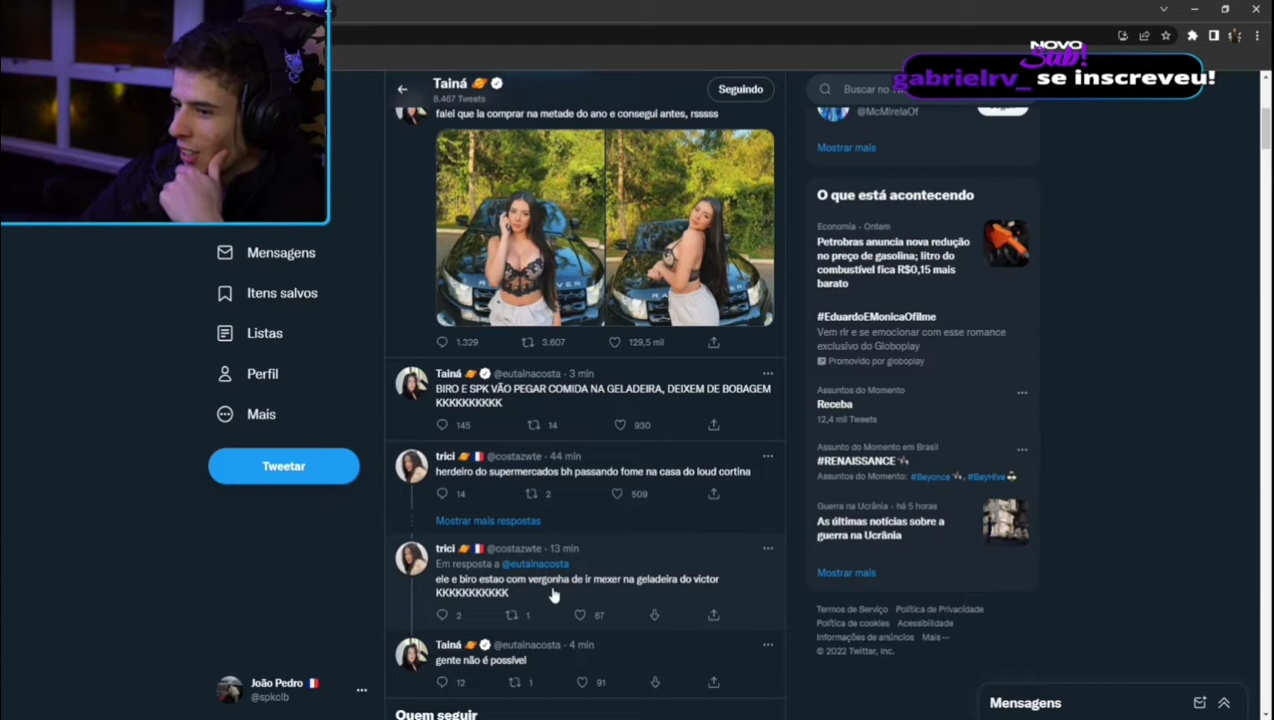 NOVO
Sub!
gabrielrv_ se inscreveu!
Tainá
8.467 Tweets
Seguindo
Buscar no
falei que ia comprar na metade do ano e consegui antes, rsssss
1.329
3.607
129,5 mil
Tainá @eutainacosta · 3 min
BIRO E SPK VÃO PEGAR COMIDA NA GELADEIRA, DEIXEM DE BOBAGEM
KKKKKKKKKK
145
14
930
trici @costazwte · 44 min
herdeiro do supermercados bh passando fome na casa do loud cortina
14
2
509
Mostrar mais respostas
trici @costazwte · 13 min
Em resposta a @eutainacosta
ele e biro estao com vergonha de ir mexer na geladeira do victor
KKKKKKKKKKK
2
1
67
Tainá @eutainacosta · 4 min
gente não é possível
12
1
91
Quem seguir
Mensagens
Itens salvos
Listas
Perfil
Mais
Tweetar
João Pedro
@spkclb
@McMirelaOf
Mostrar mais
O que está acontecendo
Economia · Ontem
Petrobras anuncia nova redução
no preço de gasolina; litro do
combustível fica R$0,15 mais
barato
#EduardoEMonicaOfilme
Vem rir e se emocionar com esse romance
exclusivo do Globoplay
Promovido por globoplay
Assuntos do Momento
Receba
12,4 mil Tweets
Assunto do Momento em Brasil
#RENAISSANCE
Assuntos do Momento: #Beyonce, #BeyHive
Guerra na Ucrânia · há 5 horas
As últimas notícias sobre a
guerra na Ucrânia
Mostrar mais
Termos de Serviço Política de Privacidade
Política de cookies Acessibilidade
Informações de anúncios Mais ···
© 2022 Twitter, Inc.
Mensagens